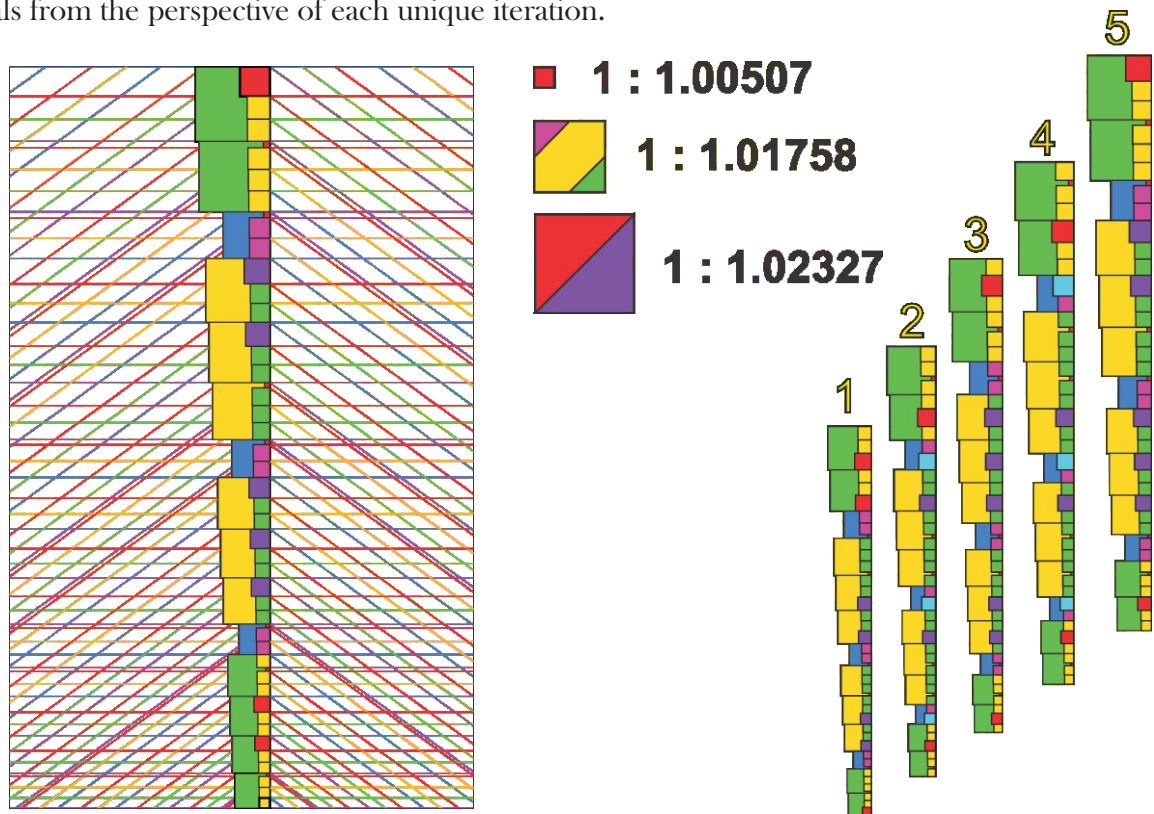 ls from the perspective of each unique iteration.
5
1 : 1.00507
4
1 : 1.01758
3
1 : 1.02327
2
1